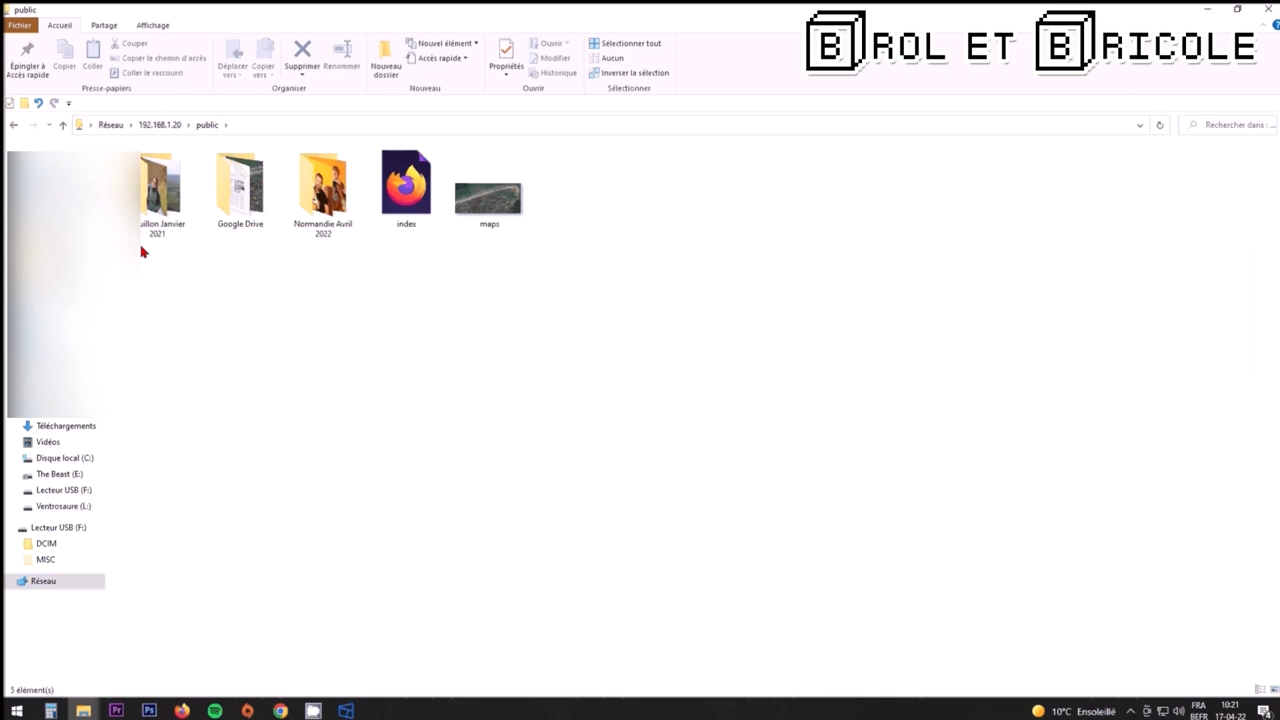 public
BROL ET BRICOLE
Fichier Accueil Partage Affichage
Épingler à Accès rapide
Copier
Coller
Couper
Copier le chemin d'accès
Coller le raccourci
Presse-papiers
Déplacer vers
Copier vers
Supprimer
Renommer
Organiser
Nouveau dossier
Nouvel élément
Accès rapide
Nouveau
Propriétés
Ouvrir
Modifier
Historique
Ouvrir
Sélectionner tout
Aucun
Inverser la sélection
Sélectionner
Réseau > 192.168.1.20 > public >
Rechercher dans : ...
uillon Janvier
2021
Google Drive
Normandie Avril
2022
index
maps
Téléchargements
Vidéos
Disque local (C:)
The Beast (E:)
Lecteur USB (F:)
Ventrosaure (L:)
Lecteur USB (F:)
DCIM
MISC
Réseau
5 élément(s)
10°C Ensoleillé
FRA
BEFR
10:21
17-04-22